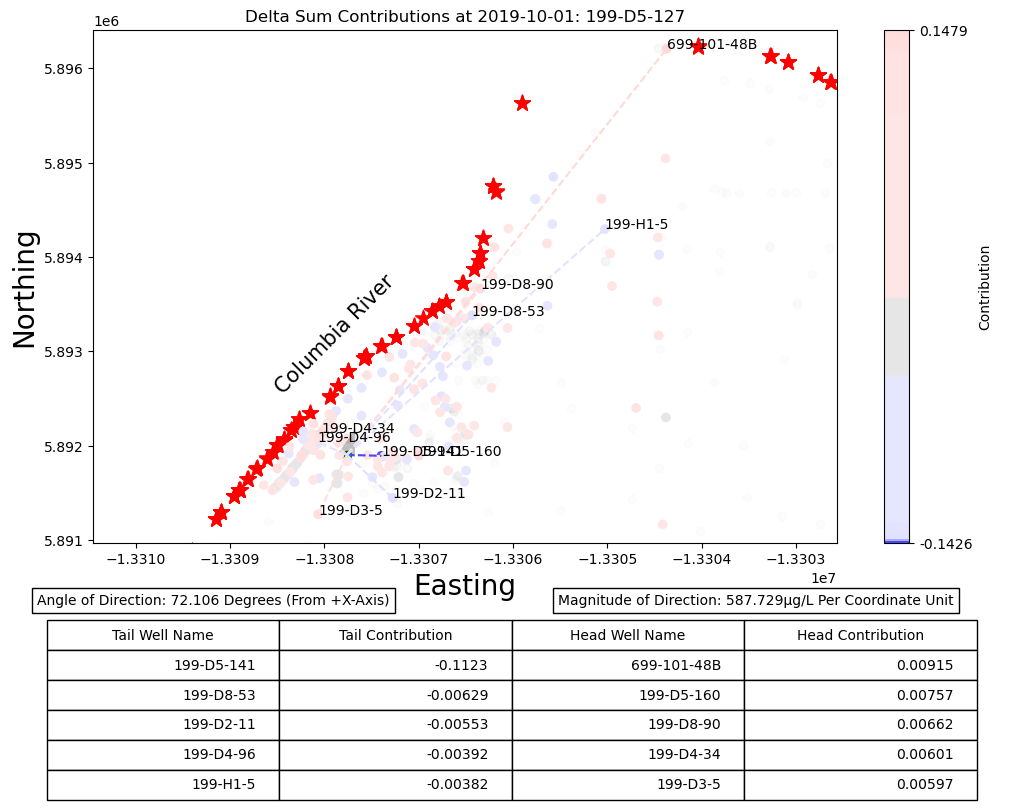 Delta Sum Contributions at 2019-10-01: 199-D5-127
1e6
0.1479
699-101-48B
5.896
5.895
199-H1-5
5.894
199-D8-90
199-D8-53
Columbia River
5.893
199-D4-34
199-D4-96
5.892
199-D5-141
199-D5-160
199-D2-11
199-D3-5
5.891
-0.1426
Northing
Contribution
−1.3310 −1.3309 −1.3308 −1.3307 −1.3306 −1.3305 −1.3304 −1.3303
1e7
Easting
Angle of Direction: 72.106 Degrees (From +X-Axis)
Magnitude of Direction: 587.729μg/L Per Coordinate Unit
Tail Well Name Tail Contribution Head Well Name Head Contribution
199-D5-141 -0.1123 699-101-48B 0.00915
199-D8-53 -0.00629 199-D5-160 0.00757
199-D2-11 -0.00553 199-D8-90 0.00662
199-D4-96 -0.00392 199-D4-34 0.00601
199-H1-5 -0.00382 199-D3-5 0.00597